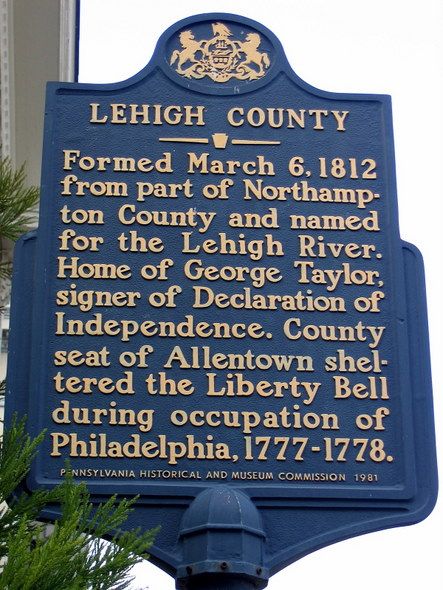 LEHIGH COUNTY
Formed March 6, 1812
from part of Northamp-
ton County and named
for the Lehigh River.
Home of George Taylor,
signer of Declaration of
Independence. County
seat of Allentown shel-
tered the Liberty Bell
during occupation of
Philadelphia, 1777-1778.
PENNSYLVANIA HISTORICAL AND MUSEUM COMMISSION 1981